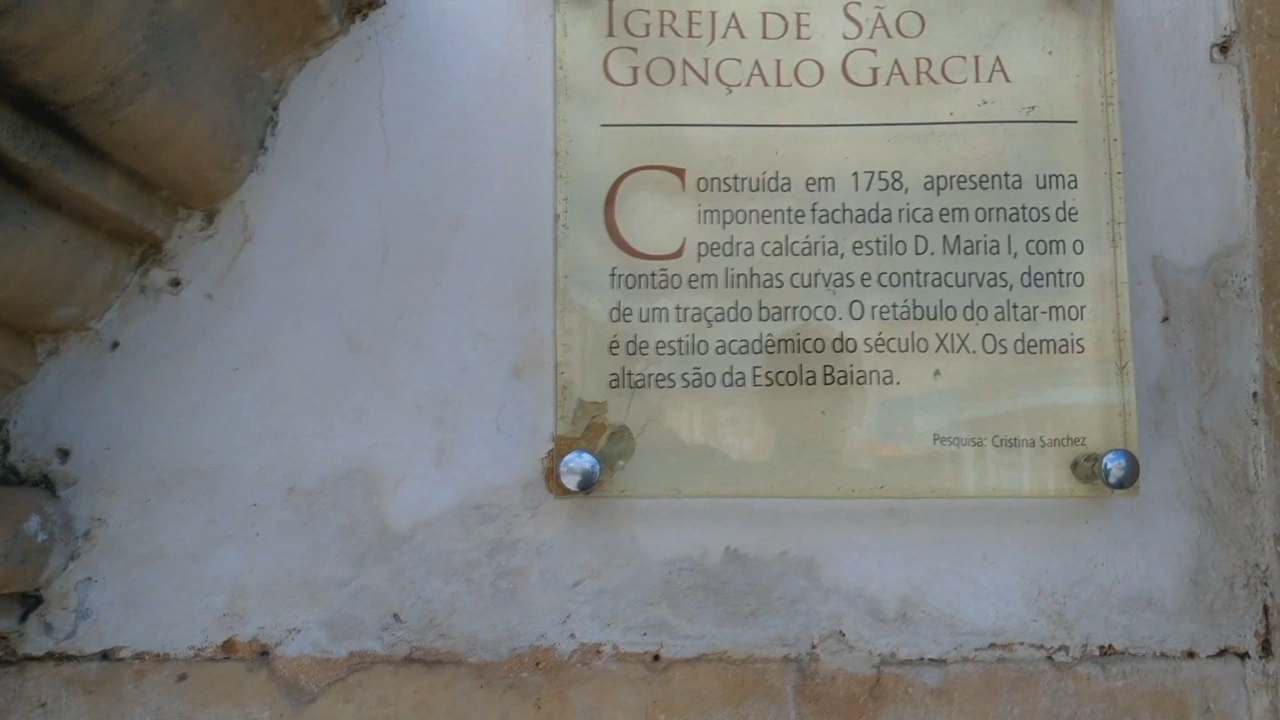 IGREJA DE SÃO
GONÇALO GARCIA
Construída em 1758, apresenta uma
imponente fachada rica em ornatos de
pedra calcária, estilo D. Maria I, com o
frontão em linhas curvas e contracurvas, dentro
de um traçado barroco. O retábulo do altar-mor
é de estilo acadêmico do século XIX. Os demais
altares são da Escola Baiana.
Pesquisa: Cristina Sanchez